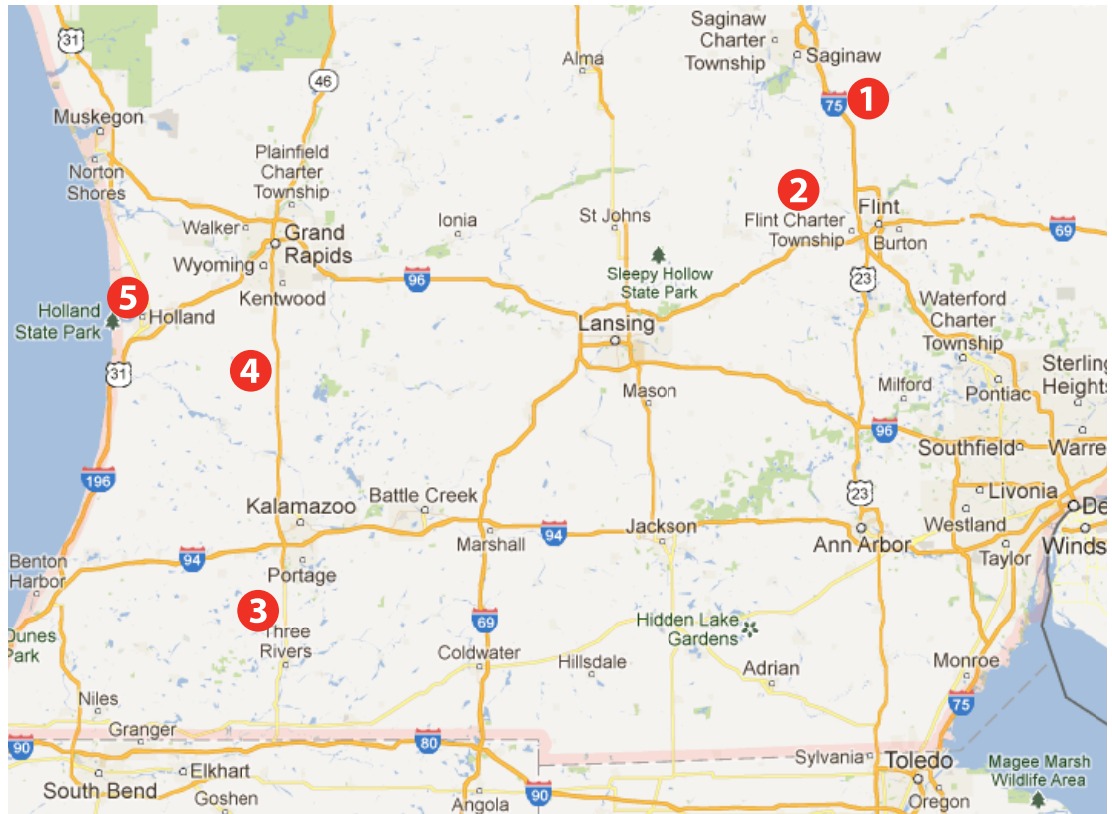 31
Saginaw
Charter
Township
Saginaw
Alma
46
75
1
Muskegon
Norton
Shores
Plainfield
Charter
Township
2
Walker
Grand
Rapids
Wyoming
Kentwood
Ionia
St Johns
Flint Charter
Township
Flint
Burton
69
Sleepy Hollow
State Park
96
23
5
Holland
State Park
Holland
Lansing
Waterford
Charter
Township
31
4
Mason
Milford
Pontiac
Sterling
Heights
96
Southfield
Warre
196
23
Livonia
De
Kalamazoo
Battle Creek
Marshall
94
Jackson
Ann Arbor
Westland
Taylor
Winds
Benton
Harbor
94
Portage
3
Three
Rivers
69
Hidden Lake
Gardens
Dunes
Park
Coldwater
Hillsdale
Adrian
Monroe
75
Niles
Granger
90
80
Sylvania
Toledo
Magee Marsh
Wildlife Area
South Bend
Elkhart
Goshen
Angola
90
Oregon